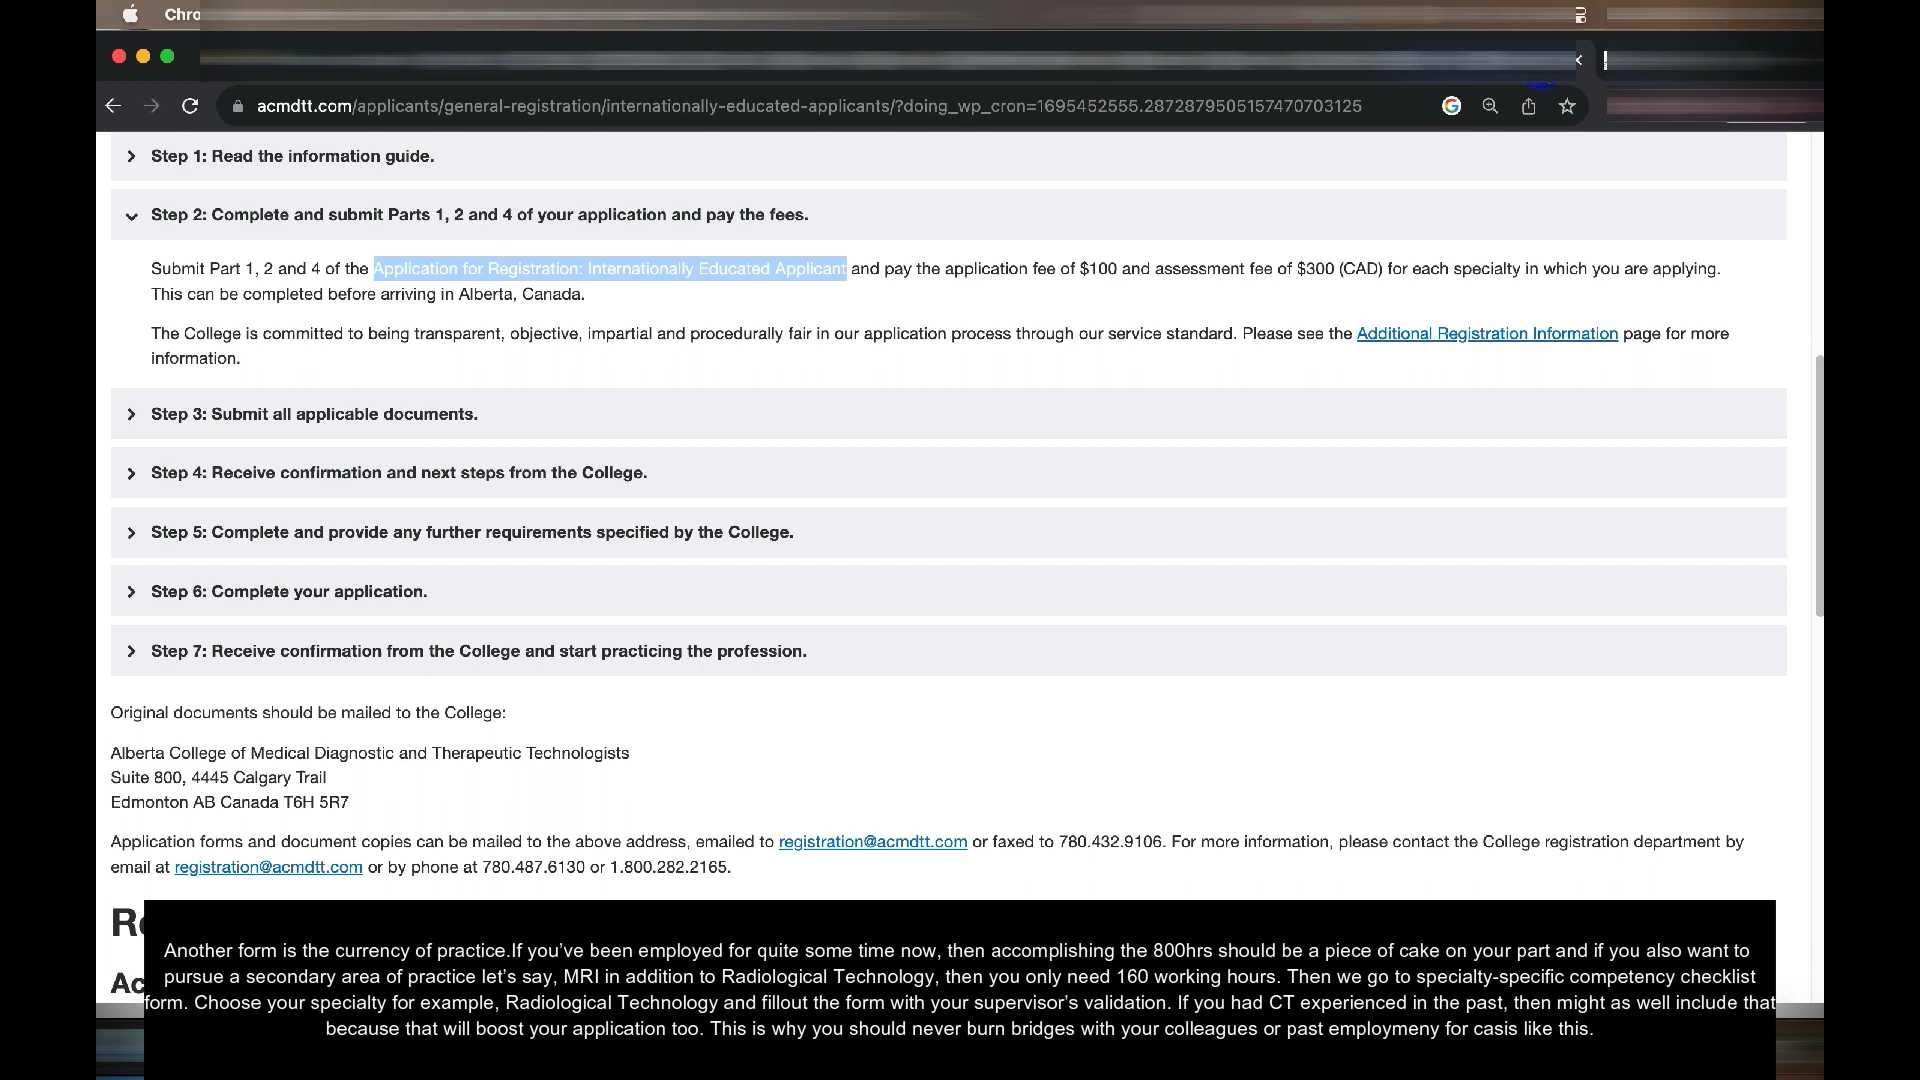 Chro
acmdtt.com/applicants/general-registration/internationally-educated-applicants/?doing_wp_cron=1695452555.2872879505157470703125
Step 1: Read the information guide.
Step 2: Complete and submit Parts 1, 2 and 4 of your application and pay the fees.
Submit Part 1, 2 and 4 of the Application for Registration: Internationally Educated Applicant and pay the application fee of $100 and assessment fee of $300 (CAD) for each specialty in which you are applying.
This can be completed before arriving in Alberta, Canada.
The College is committed to being transparent, objective, impartial and procedurally fair in our application process through our service standard. Please see the Additional Registration Information page for more
information.
Step 3: Submit all applicable documents.
Step 4: Receive confirmation and next steps from the College.
Step 5: Complete and provide any further requirements specified by the College.
Step 6: Complete your application.
Step 7: Receive confirmation from the College and start practicing the profession.
Original documents should be mailed to the College:
Alberta College of Medical Diagnostic and Therapeutic Technologists
Suite 800, 4445 Calgary Trail
Edmonton AB Canada T6H 5R7
Application forms and document copies can be mailed to the above address, emailed to registration@acmdtt.com or faxed to 780.432.9106. For more information, please contact the College registration department by
email at registration@acmdtt.com or by phone at 780.487.6130 or 1.800.282.2165.
Another form is the currency of practice.If you've been employed for quite some time now, then accomplishing the 800hrs should be a piece of cake on your part and if you also want to
pursue a secondary area of practice let's say, MRI in addition to Radiological Technology, then you only need 160 working hours. Then we go to specialty-specific competency checklist
form. Choose your specialty for example, Radiological Technology and fillout the form with your supervisor's validation. If you had CT experienced in the past, then might as well include that
because that will boost your application too. This is why you should never burn bridges with your colleagues or past employmeny for casis like this.